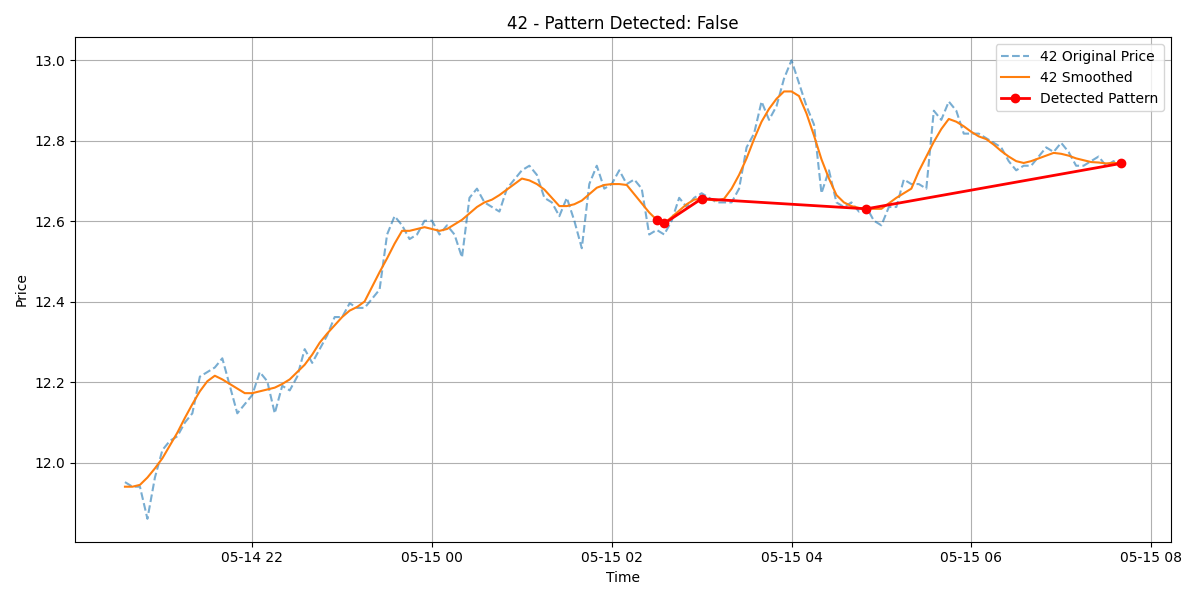 42 - Pattern Detected: False
42 Original Price
42 Smoothed
Detected Pattern
Price
13.0
12.8
12.6
12.4
12.2
12.0
05-14 22
05-15 00
05-15 02
05-15 04
05-15 06
05-15 08
Time